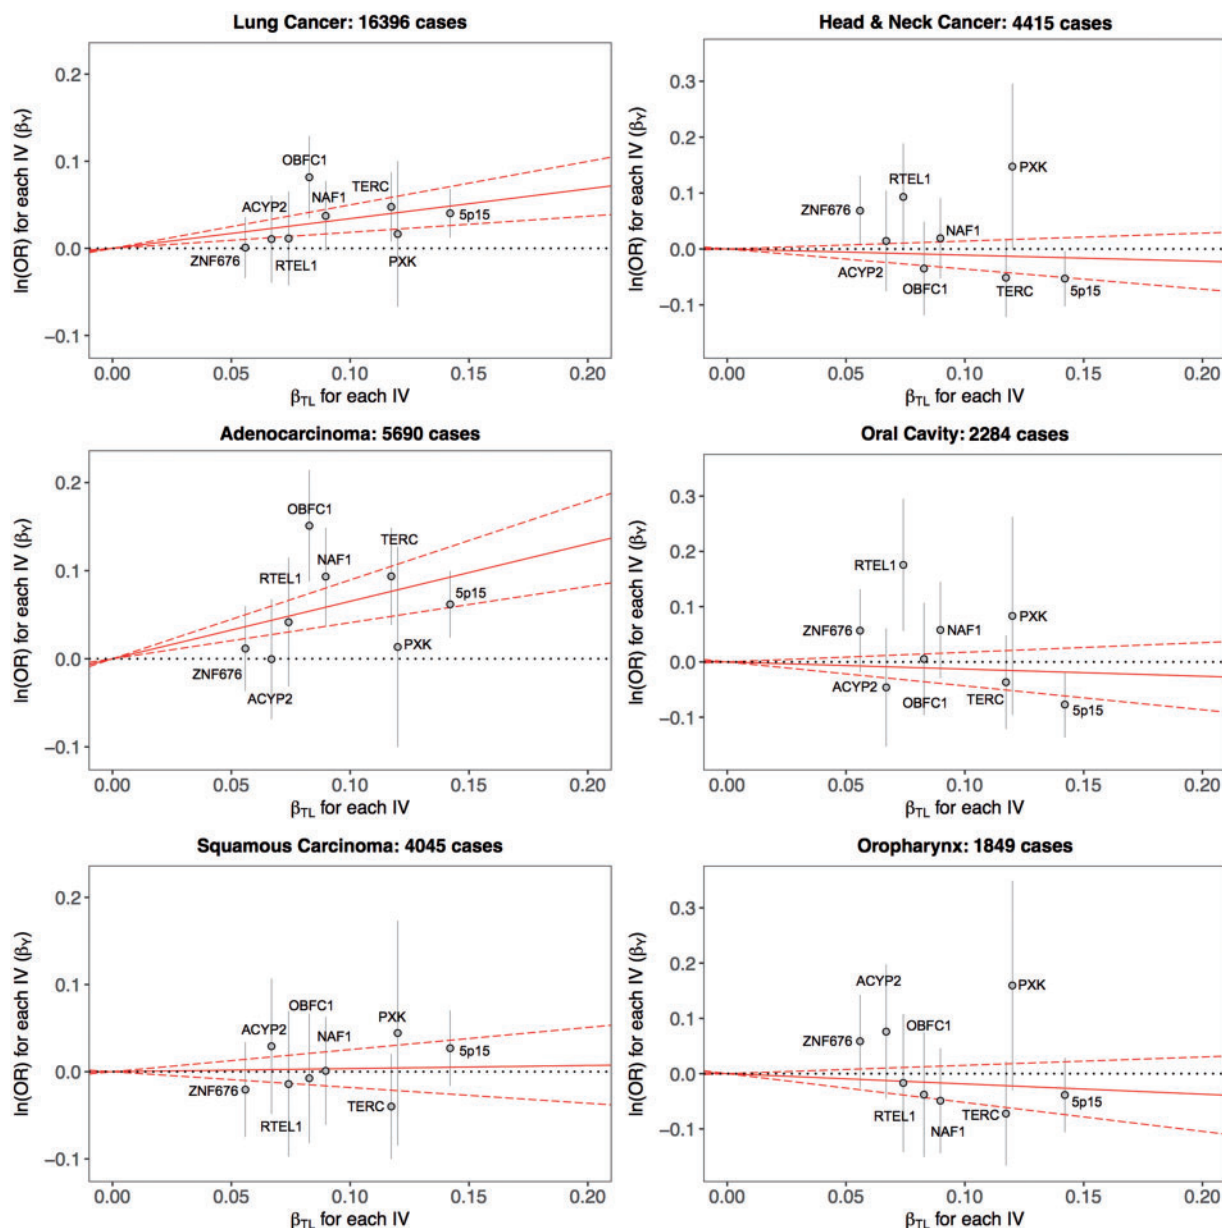 Lung Cancer: 16396 cases
ln(OR) for each IV (βY)
0.2
0.1
0.0
−0.1
OBFC1
TERC
ACYP2
NAF1
5p15
ZNF676
RTEL1
PXK
0.00 0.05 0.10 0.15 0.20
βTL for each IV
Head & Neck Cancer: 4415 cases
ln(OR) for each IV (βY)
0.3
0.2
0.1
0.0
−0.1
PXK
RTEL1
ZNF676
NAF1
ACYP2
OBFC1
TERC
5p15
0.00 0.05 0.10 0.15 0.20
βTL for each IV
Adenocarcinoma: 5690 cases
ln(OR) for each IV (βY)
0.2
0.1
0.0
−0.1
OBFC1
TERC
NAF1
RTEL1
5p15
PXK
ZNF676
ACYP2
0.00 0.05 0.10 0.15 0.20
βTL for each IV
Oral Cavity: 2284 cases
ln(OR) for each IV (βY)
0.3
0.2
0.1
0.0
−0.1
RTEL1
PXK
ZNF676
NAF1
ACYP2
OBFC1
TERC
5p15
0.00 0.05 0.10 0.15 0.20
βTL for each IV
Squamous Carcinoma: 4045 cases
ln(OR) for each IV (βY)
0.2
0.1
0.0
−0.1
OBFC1
PXK
ACYP2
NAF1
5p15
ZNF676
TERC
RTEL1
0.00 0.05 0.10 0.15 0.20
βTL for each IV
Oropharynx: 1849 cases
ln(OR) for each IV (βY)
0.3
0.2
0.1
0.0
−0.1
ACYP2
PXK
OBFC1
ZNF676
5p15
RTEL1
TERC
NAF1
0.00 0.05 0.10 0.15 0.20
βTL for each IV